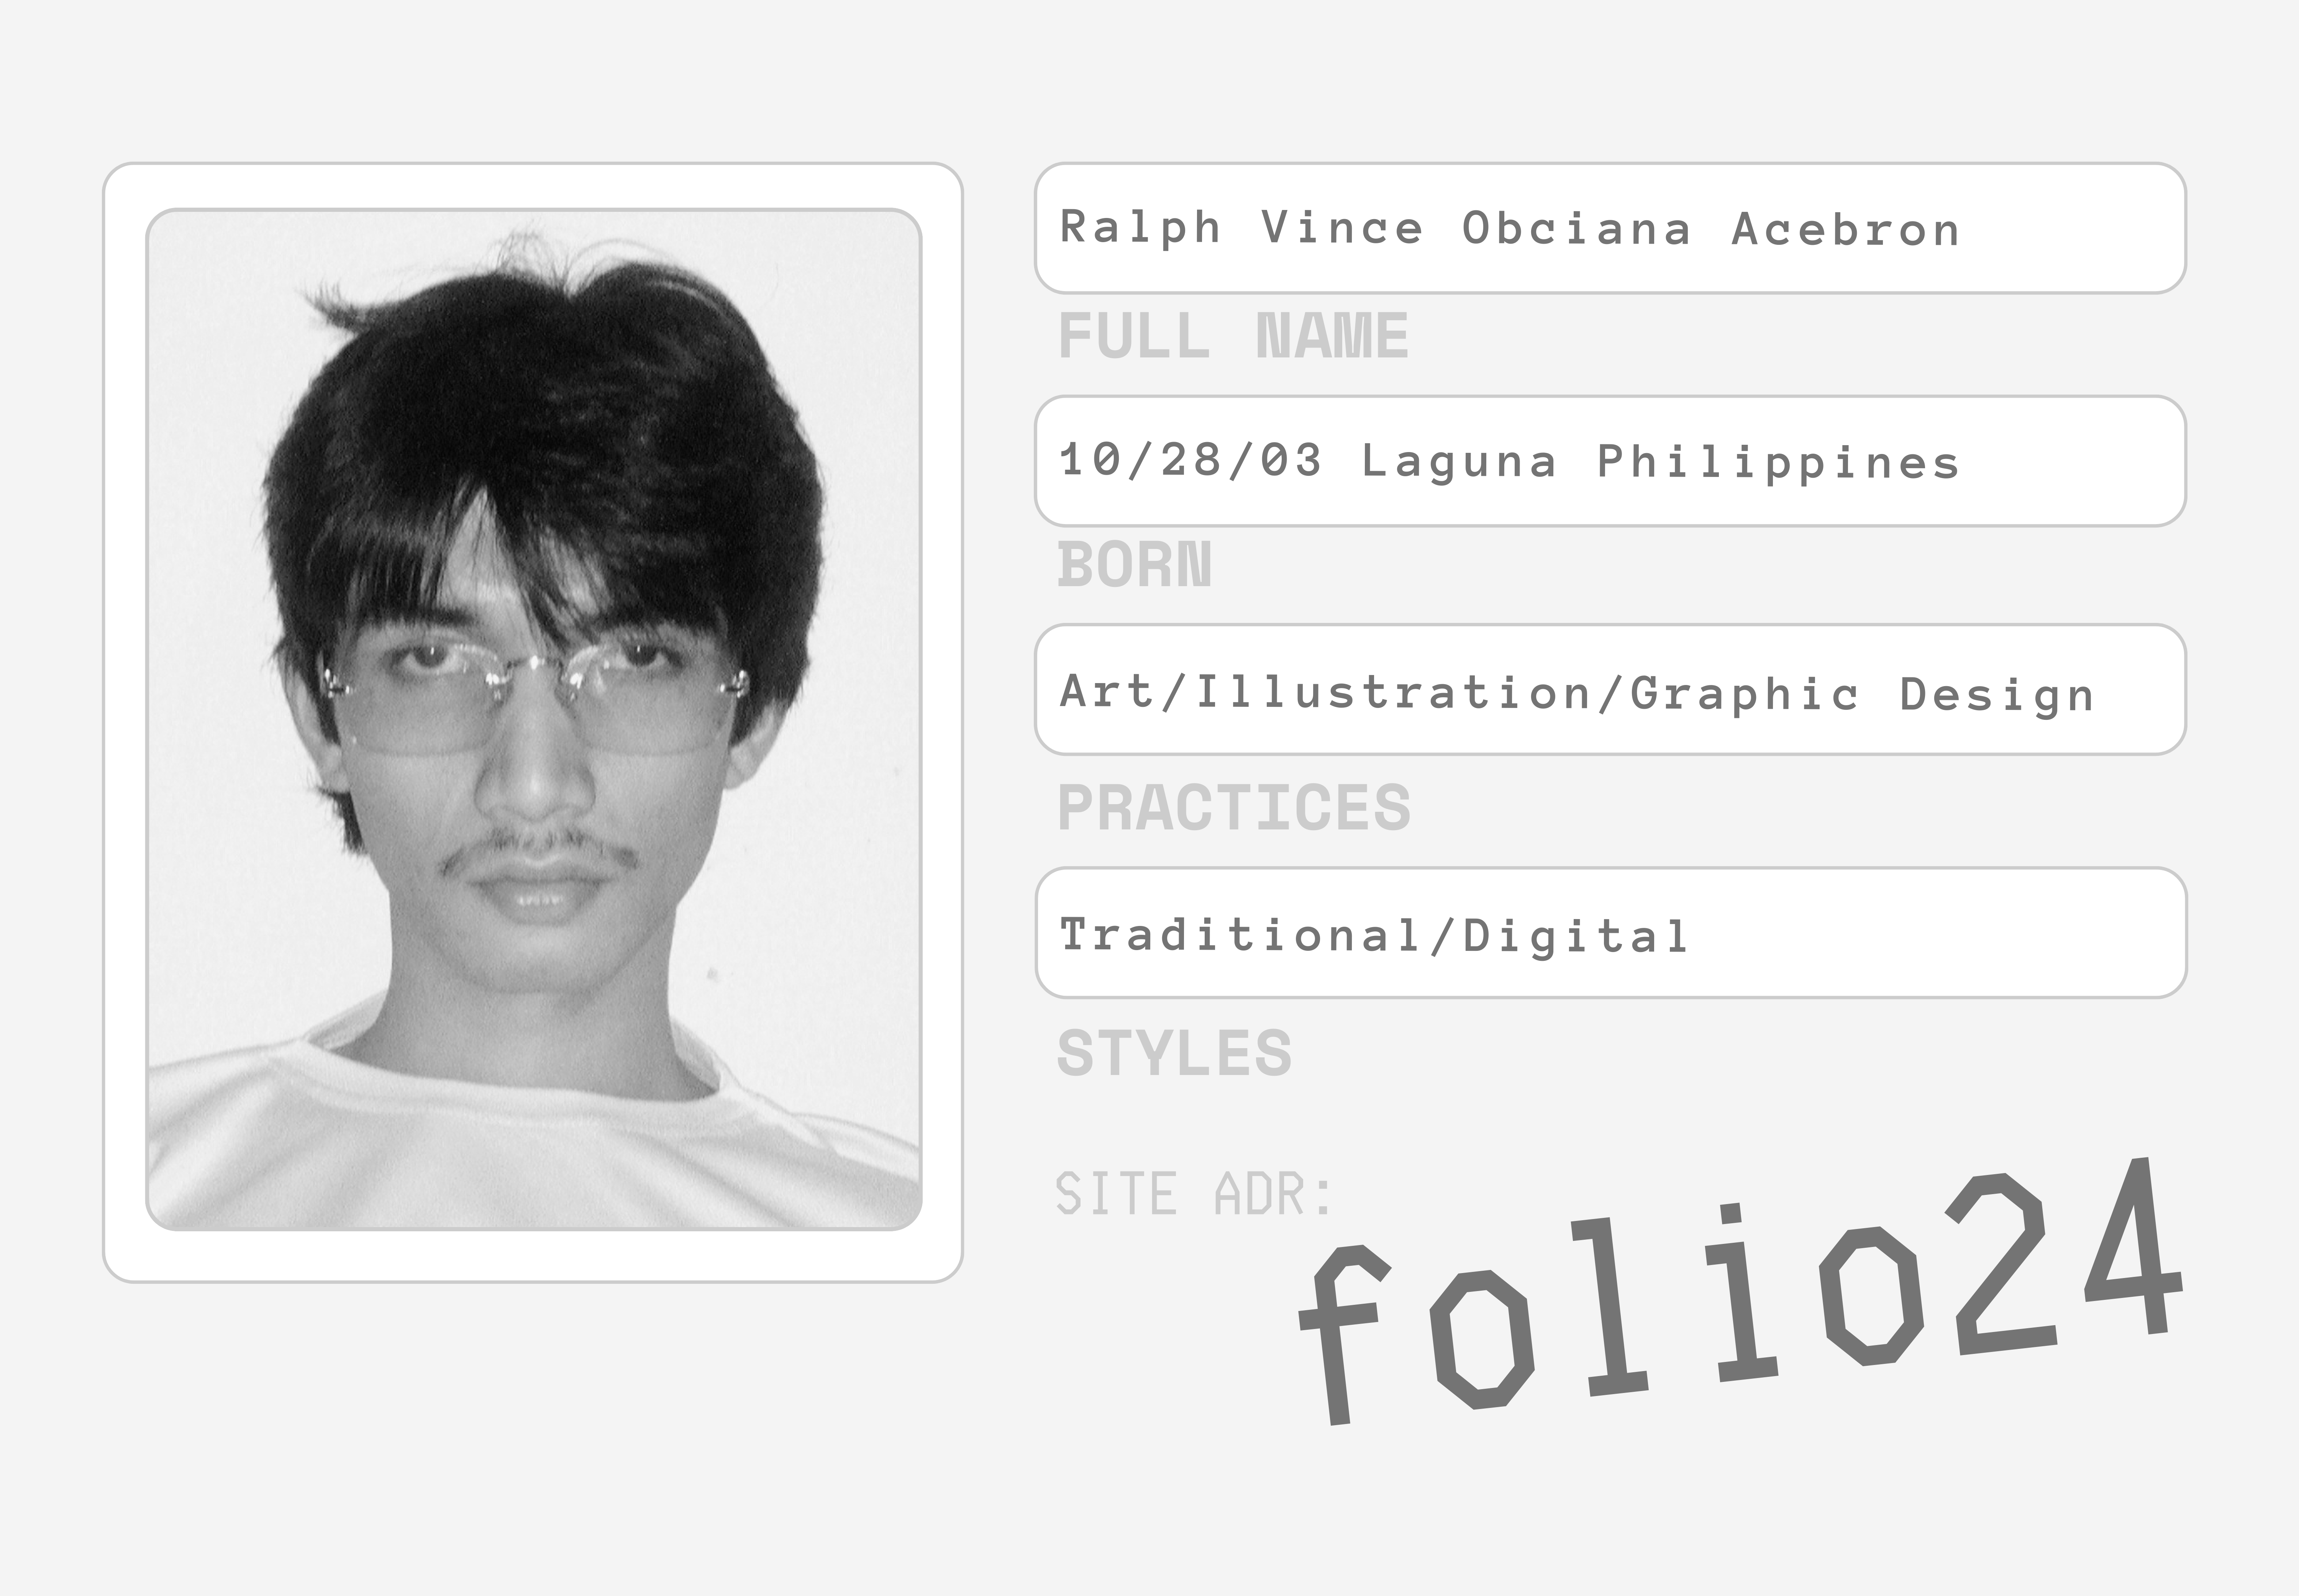 Ralph Vince Obciana Acebron
FULL NAME
10/28/03 Laguna Philippines
BORN
Art/Illustration/Graphic Design
PRACTICES
Traditional/Digital
STYLES
SITE ADR:
folio24